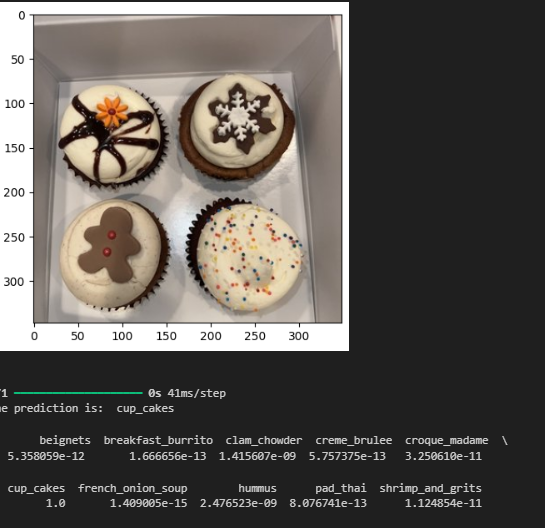 0
50
100
150
200
250
300
0 50 100 150 200 250 300
/1 ━━━━━━━━━━━━━━━━━━━━ 0s 41ms/step
e prediction is:  cup_cakes
beignets breakfast_burrito clam_chowder creme_brulee croque_madame \
5.358059e-12 1.666656e-13 1.415607e-09 5.757375e-13 3.250610e-11
cup_cakes french_onion_soup hummus pad_thai shrimp_and_grits
1.0 1.409005e-15 2.476523e-09 8.076741e-13 1.124854e-11